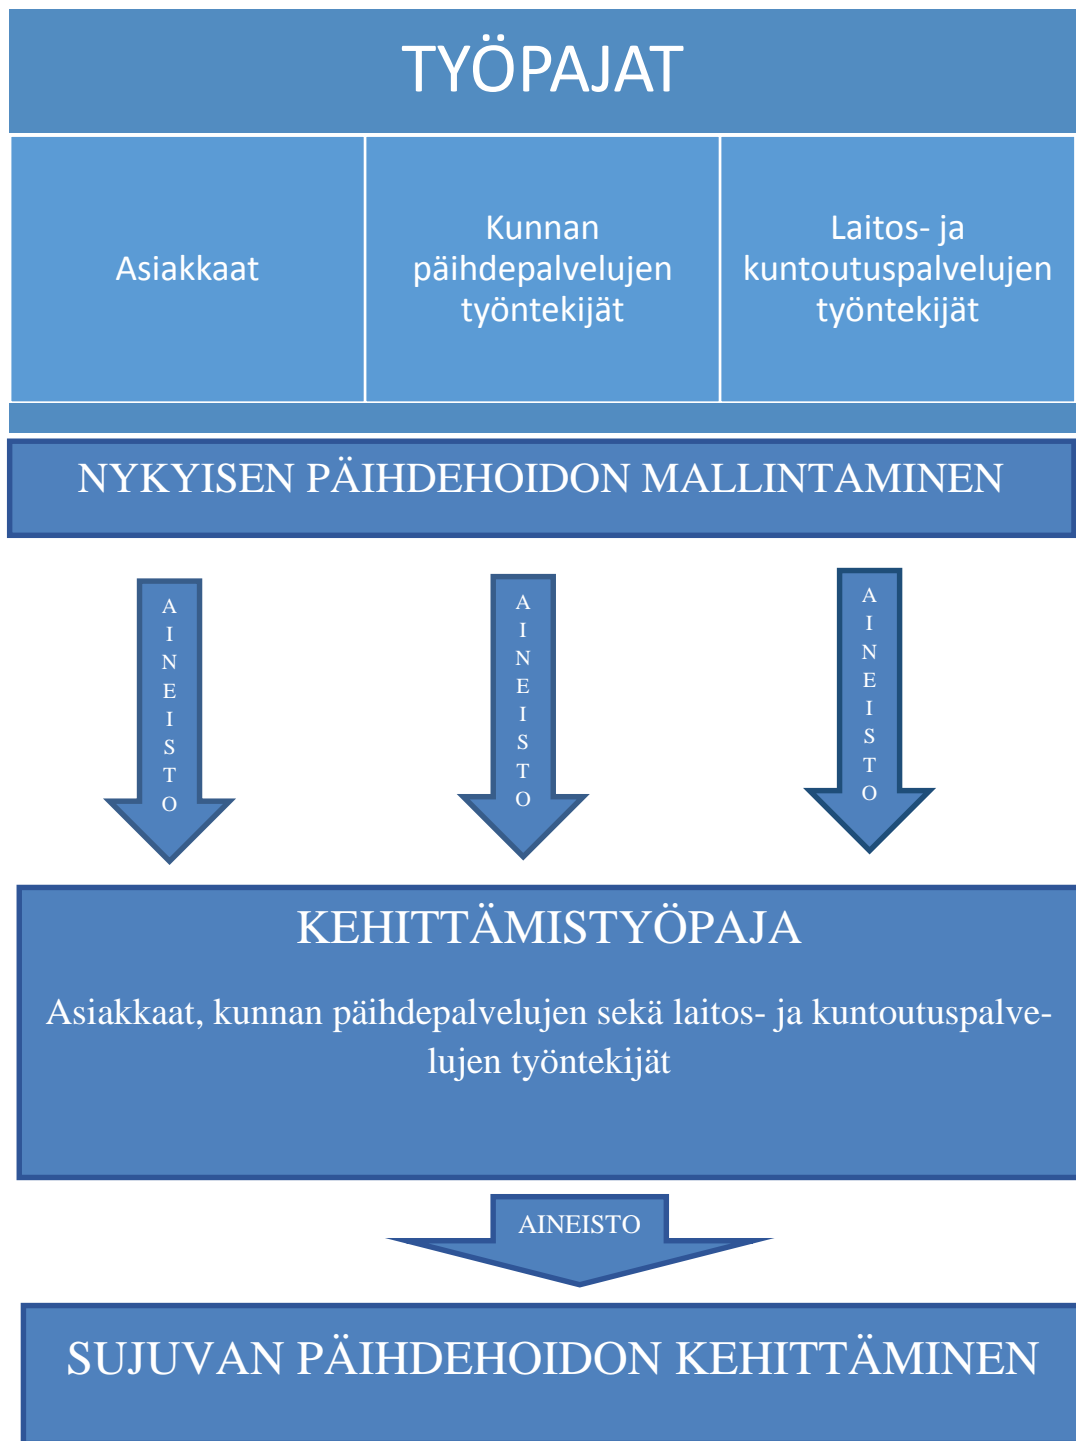 TYÖPAJAT
Asiakkaat
Kunnan
päihdepalvelujen
työntekijät
Laitos- ja
kuntoutuspalvelujen
työntekijät
NYKYISEN PÄIHDEHOIDON MALLINTAMINEN
AINEISTO
AINEISTO
AINEISTO
KEHITTÄMISTYÖPAJA
Asiakkaat, kunnan päihdepalvelujen sekä laitos- ja kuntoutuspalve-
lujen työntekijät
AINEISTO
SUJUVAN PÄIHDEHOIDON KEHITTÄMINEN